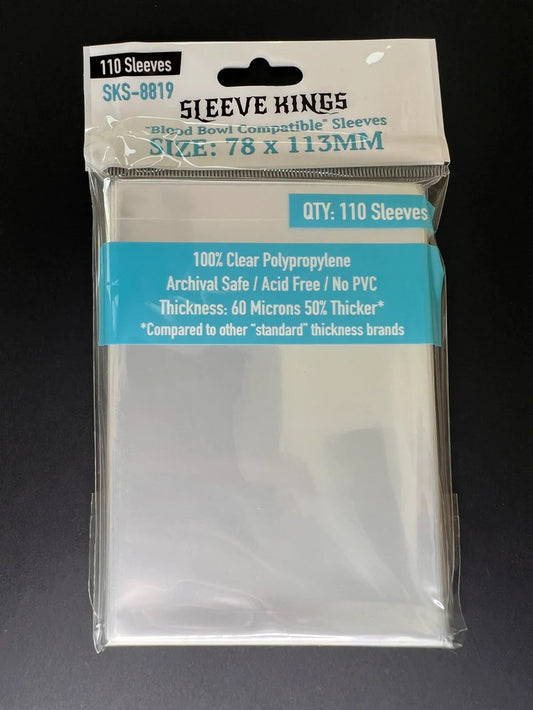 110 Sleeves
SKS-8819
SLEEVE KINGS
"Blood Bowl Compatible" Sleeves
SIZE: 78 x 113MM
QTY: 110 Sleeves
100% Clear Polypropylene
Archival Safe / Acid Free / No PVC
Thickness: 60 Microns 50% Thicker*
*Compared to other "standard" thickness brands